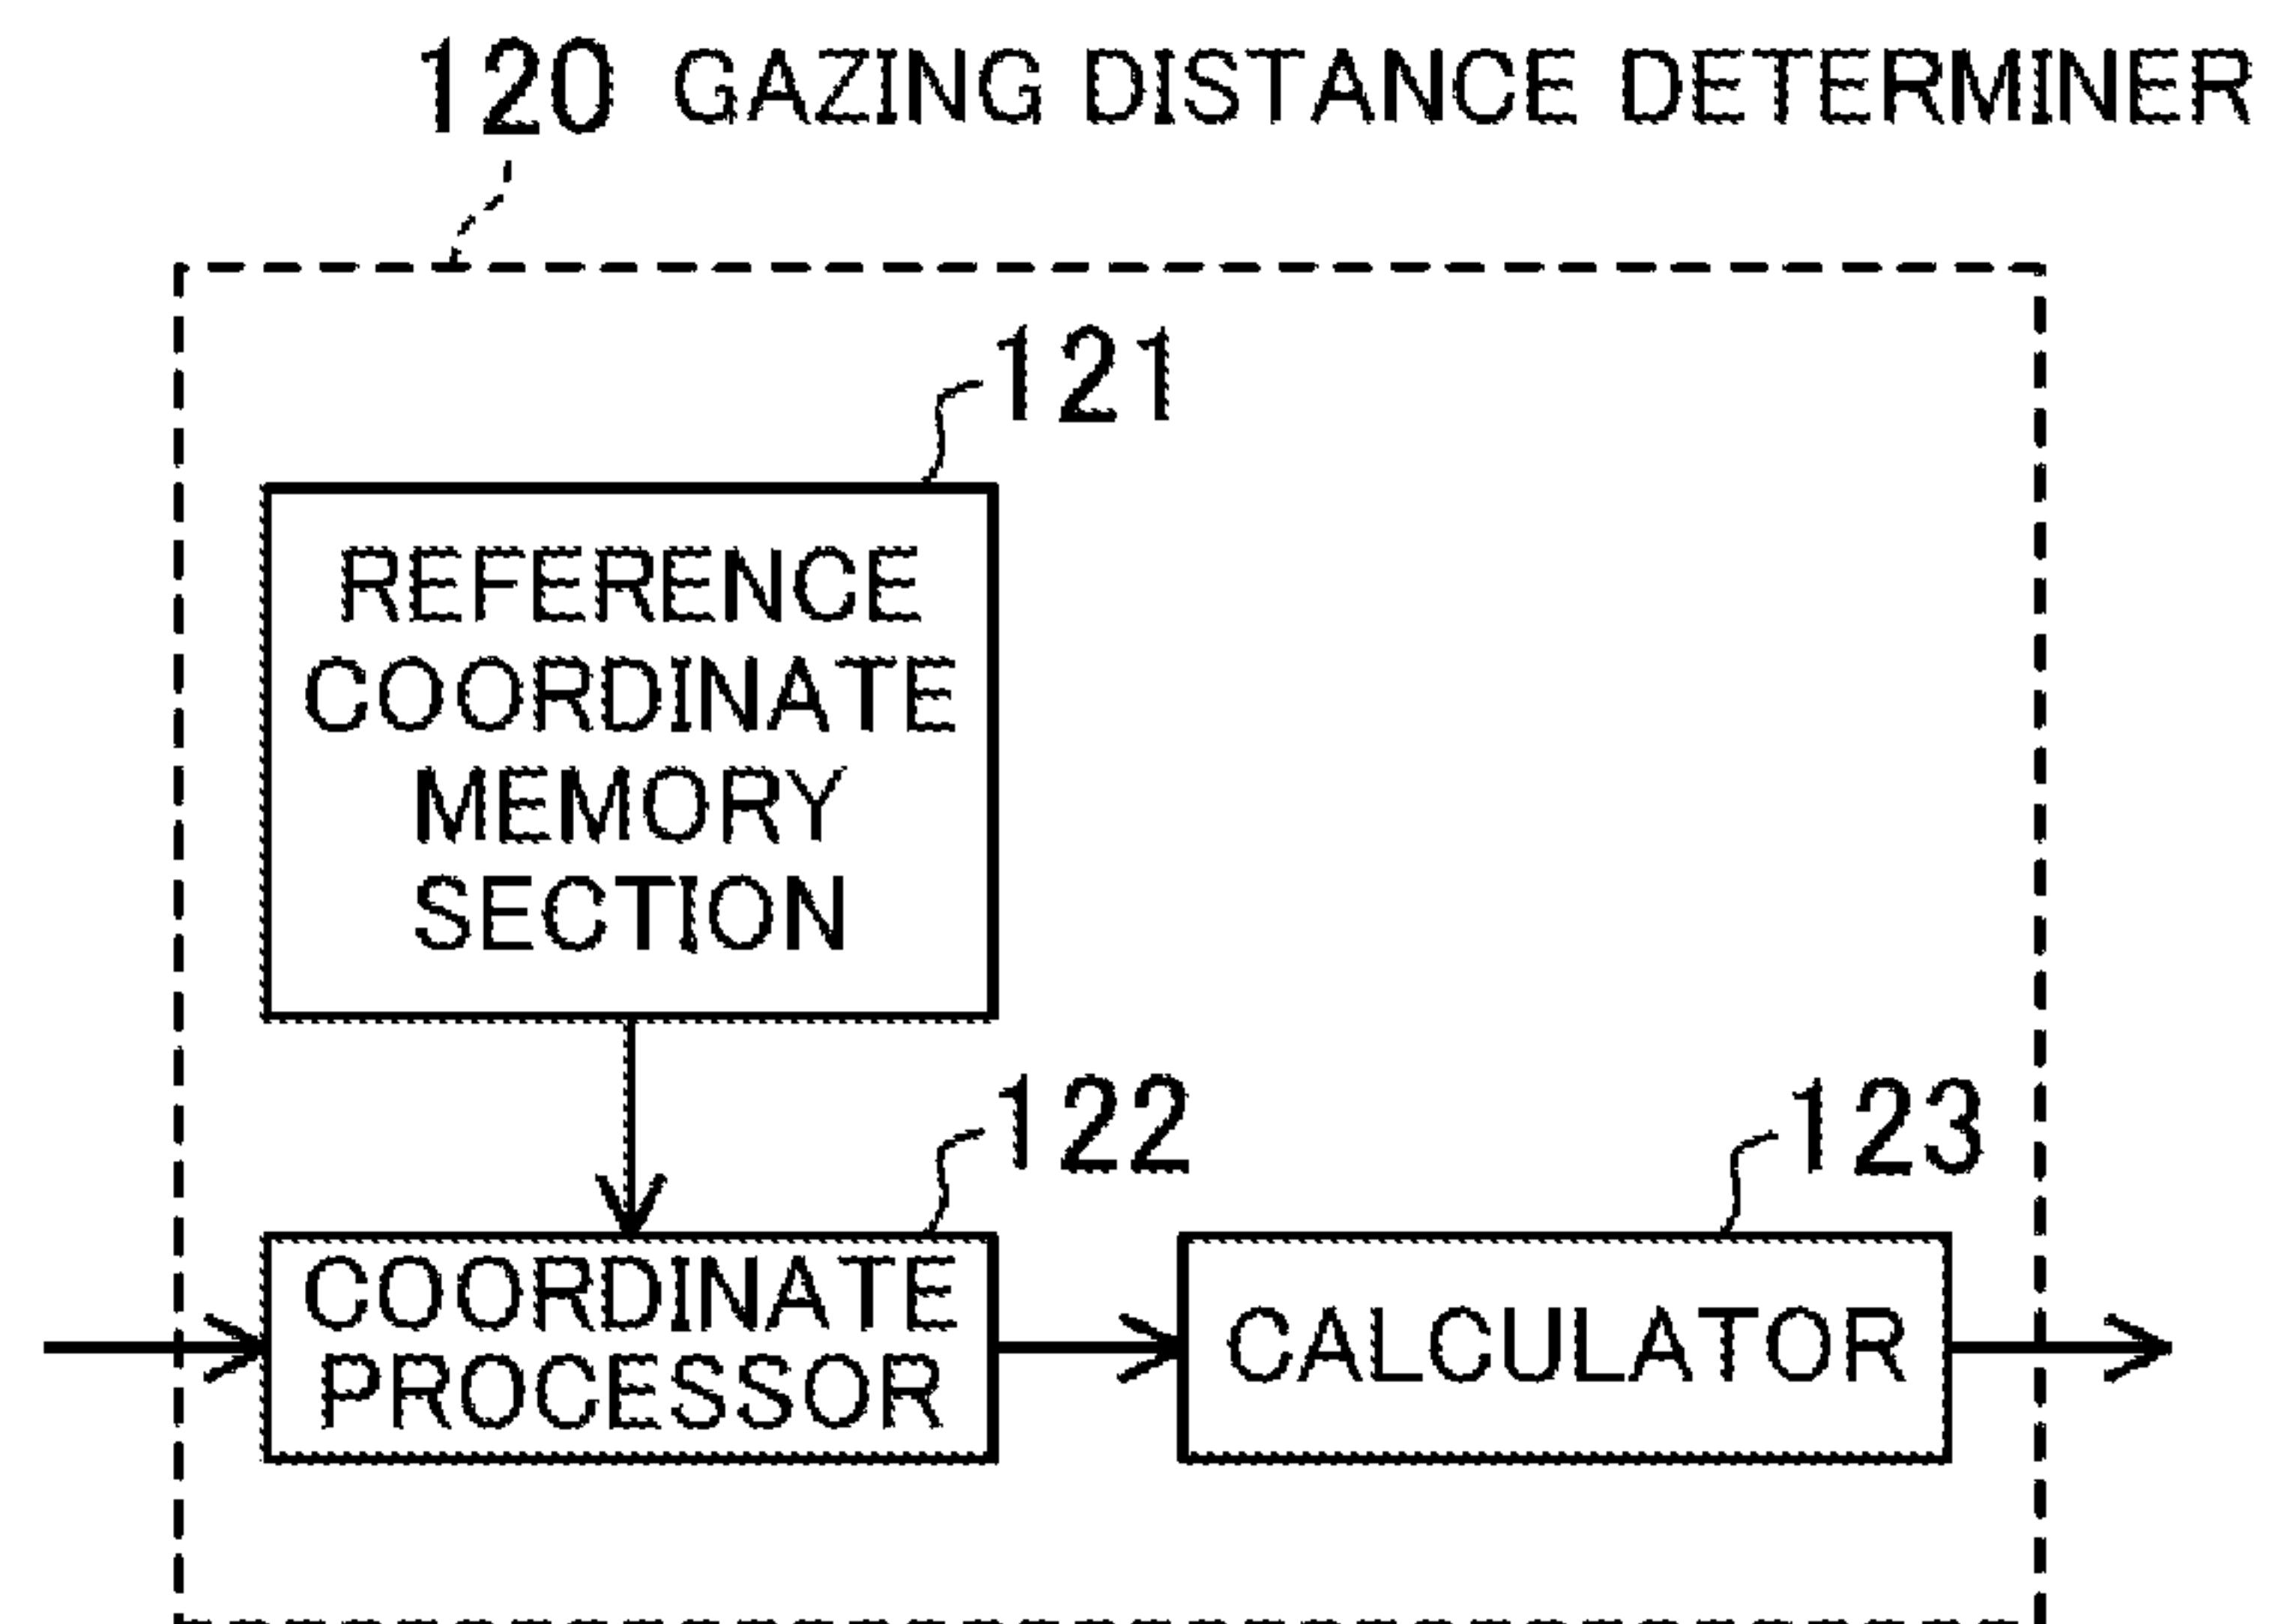 120 GAZING DISTANCE DETERMINER
121
REFERENCE
COORDINATE
MEMORY
SECTION
122
123
COORDINATE
PROCESSOR
CALCULATOR